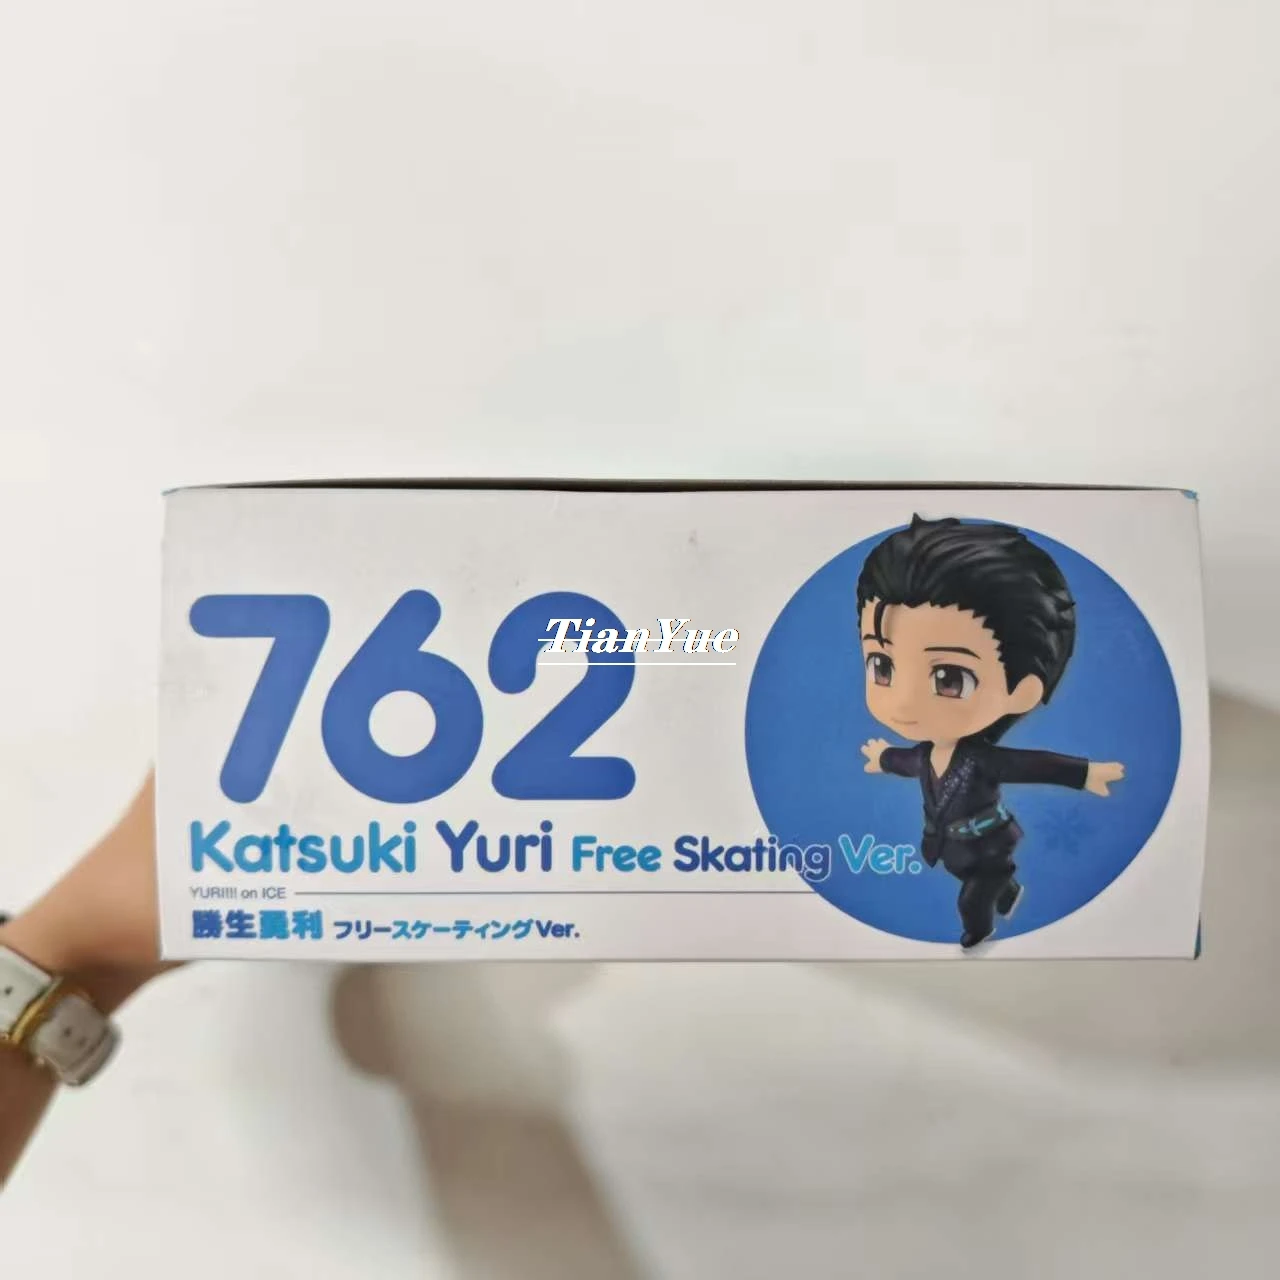 762
TianYue
Katsuki Yuri Free Skating Ver.
YURI!!! on ICE
勝生勇利 フリースケーティングVer.